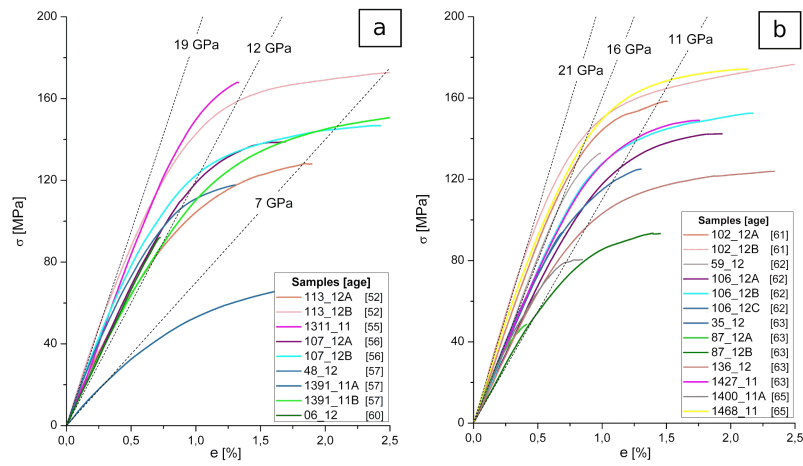 a
200
160
120
80
40
0
σ [MPa]
19 GPa
12 GPa
7 GPa
Samples [age]
113_12A [52]
113_12B [52]
1311_11 [55]
107_12A [56]
107_12B [56]
48_12 [57]
1391_11A [57]
1391_11B [57]
06_12 [60]
0,0 0,5 1,0 1,5 2,0 2,5
e [%]
b
200
160
120
80
40
0
σ [MPa]
21 GPa
16 GPa
11 GPa
Samples [age]
102_12A [61]
102_12B [61]
59_12 [62]
106_12A [62]
106_12B [62]
106_12C [62]
35_12 [63]
87_12A [63]
87_12B [63]
136_12 [63]
1427_11 [63]
1400_11A [65]
1468_11 [65]
0,0 0,5 1,0 1,5 2,0 2,5
e [%]